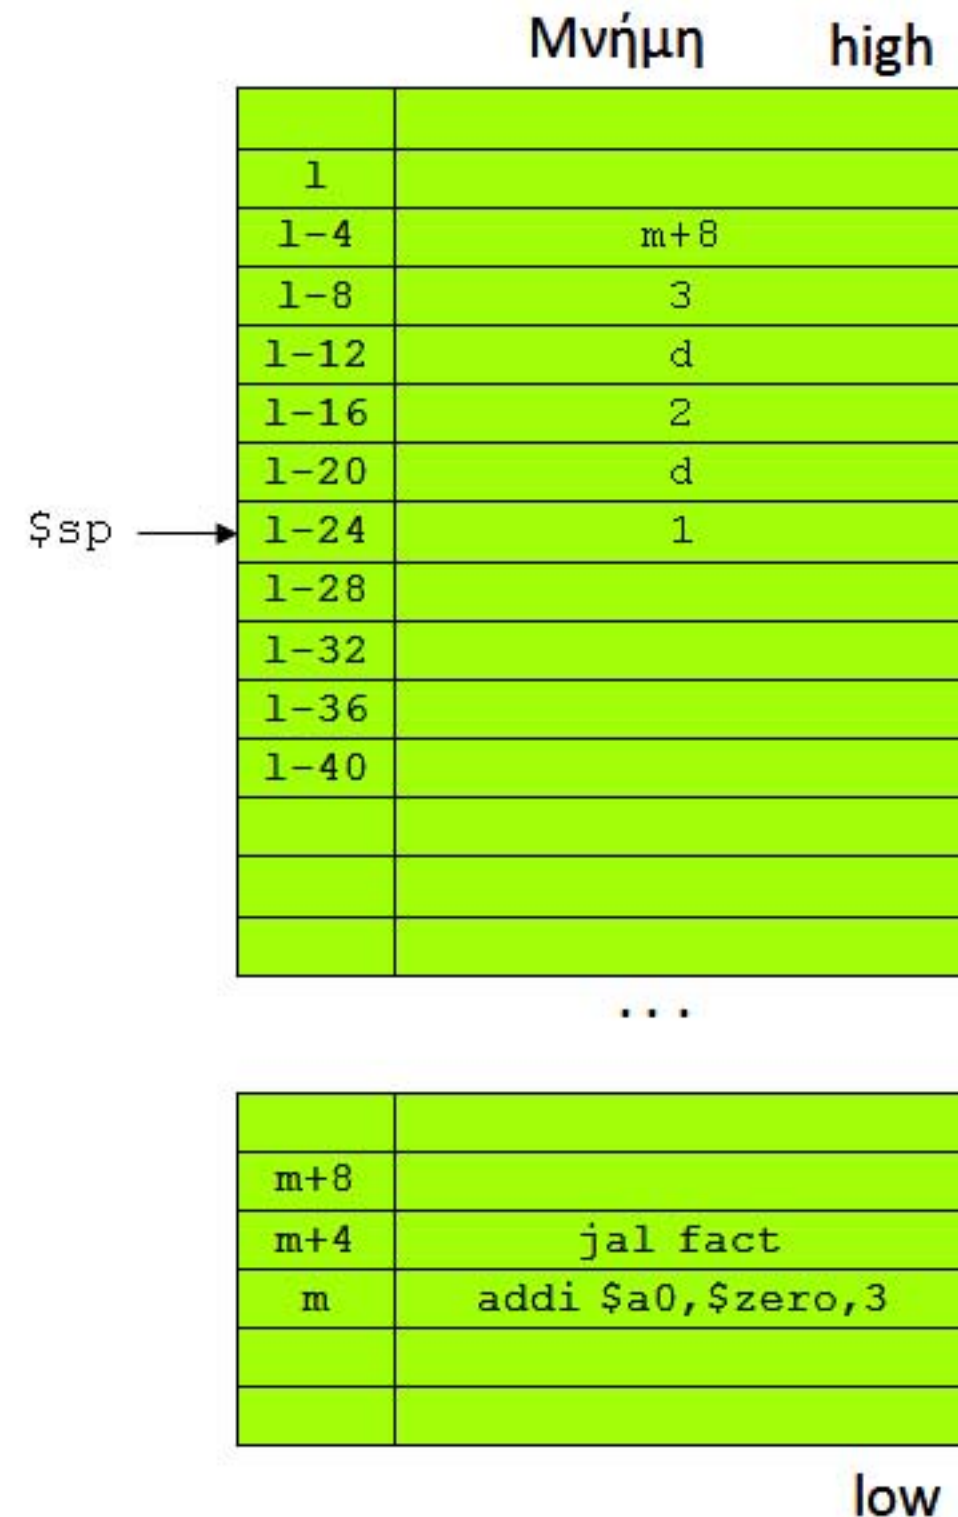 Μνήμη high
l
l-4 m+8
l-8 3
l-12 d
l-16 2
l-20 d
$sp l-24 1
l-28
l-32
l-36
l-40
...
m+8
m+4 jal fact
m addi $a0,$zero,3
low